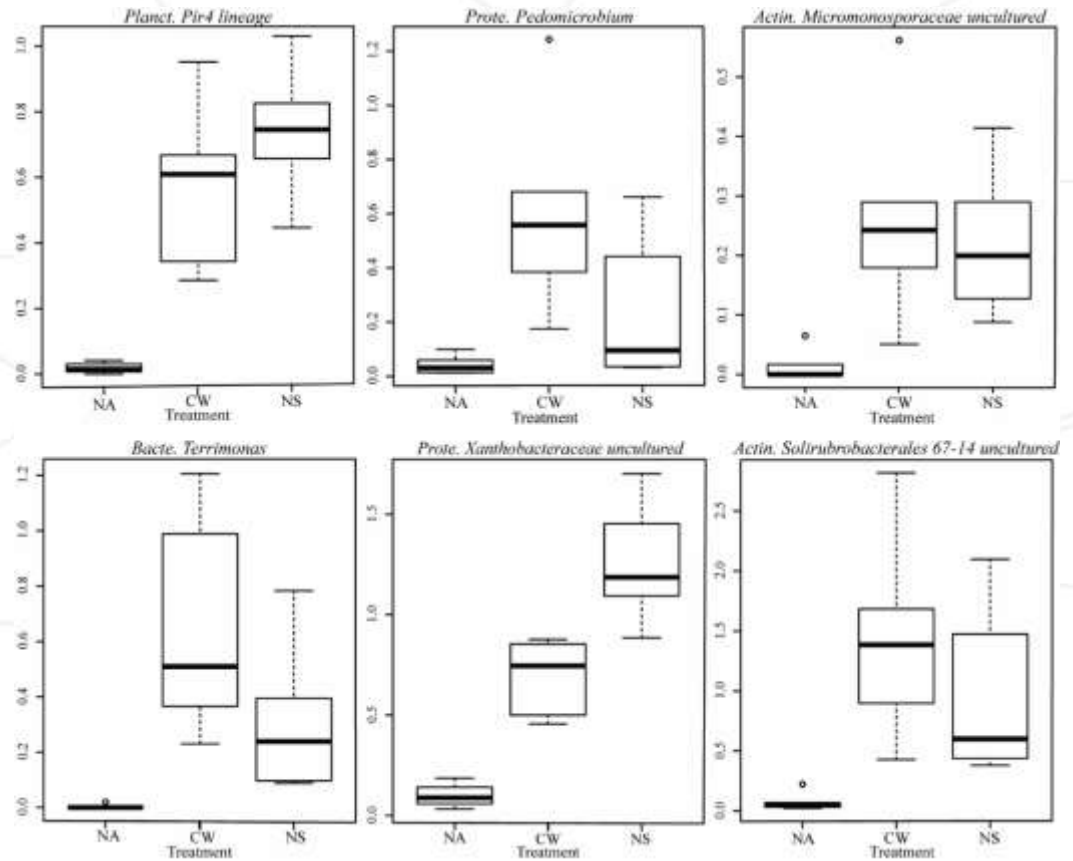 Planct. Pir4 lineage
0.0 0.2 0.4 0.6 0.8 1.0
NA CW NS
Treatment
Prote. Pedomicrobium
0.0 0.2 0.4 0.6 0.8 1.0 1.2
NA CW NS
Treatment
Actin. Micromonosporaceae uncultured
0.0 0.1 0.2 0.3 0.4 0.5
NA CW NS
Treatment
Bacte. Terrimonas
0.0 0.2 0.4 0.6 0.8 1.0 1.2
NA CW NS
Treatment
Prote. Xanthobacteraceae uncultured
0.0 0.5 1.0 1.5
NA CW NS
Treatment
Actin. Solirubrobacterales 67-14 uncultured
0.0 0.5 1.0 1.5 2.0 2.5
NA CW NS
Treatment